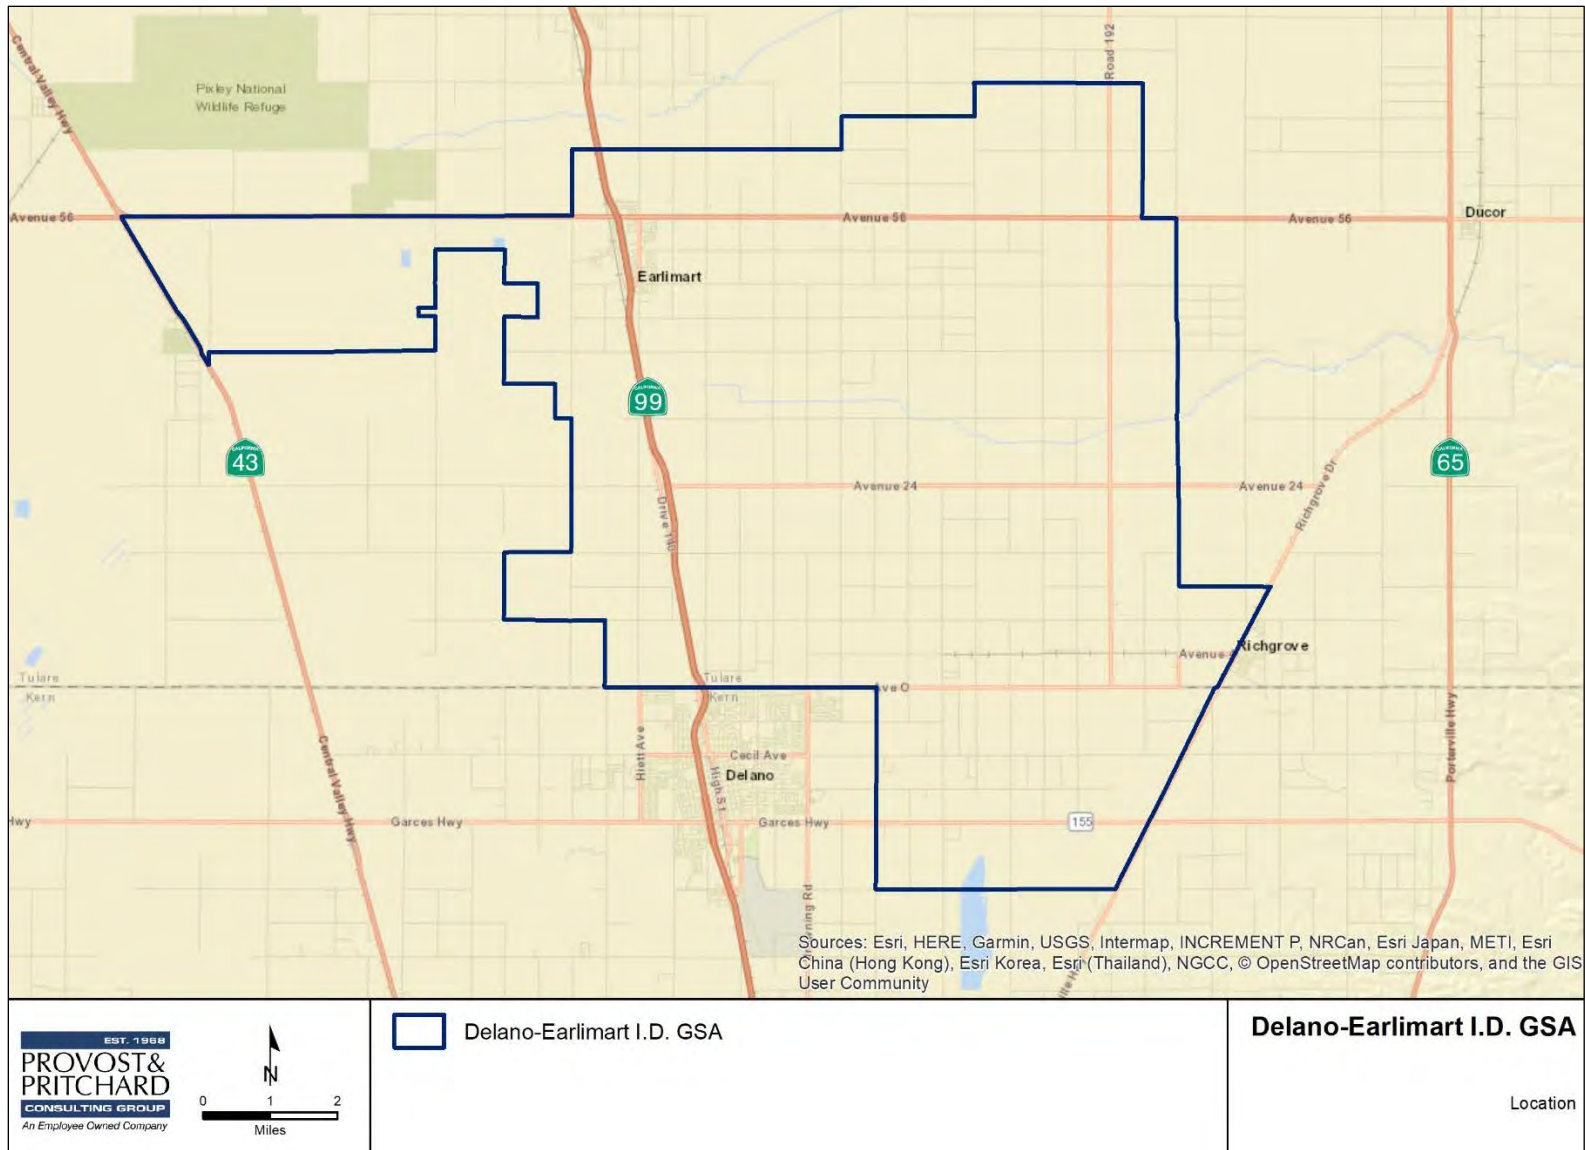 Central Valley Hwy
Pixley National
Wildlife Refuge
Road 192
Avenue 56
Avenue 56
Avenue 56
Ducor
Earlimart
99
43
65
Avenue 24
Avenue 24
Richgrove Dr
Drive 140
Richgrove
Avenue
Tulare
Kern
Tulare
Kern
Ave 0
Central Valley Hwy
Hiett Ave
Cecil Ave
Delano
High St
Porterville Hwy
Hwy
Garces Hwy
Garces Hwy
155
Sources: Esri, HERE, Garmin, USGS, Intermap, INCREMENT P, NRCan, Esri Japan, METI, Esri
China (Hong Kong), Esri Korea, Esri (Thailand), NGCC, © OpenStreetMap contributors, and the GIS
User Community
EST. 1968
PROVOST&
PRITCHARD
CONSULTING GROUP
An Employee Owned Company
N
0 1 2
Miles
Delano-Earlimart I.D. GSA
Delano-Earlimart I.D. GSA
Location